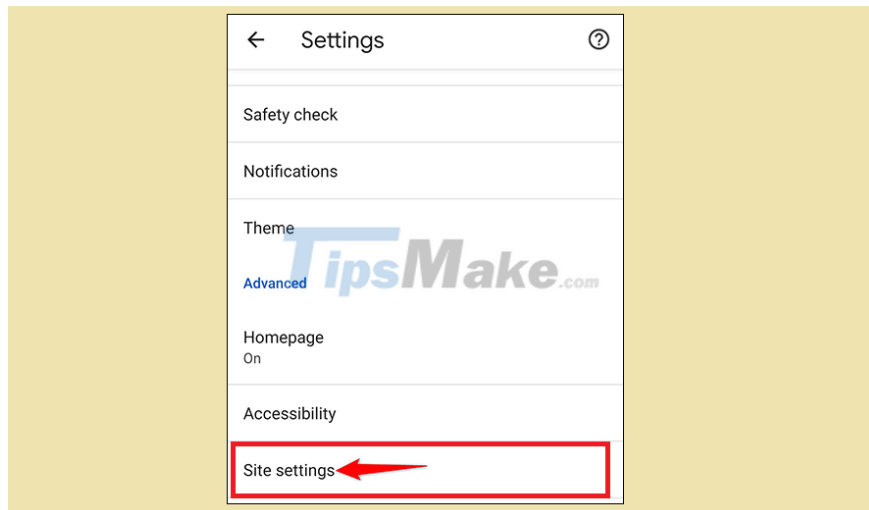 Settings
Safety check
Notifications
Theme
TipsMake.com
Advanced
Homepage
On
Accessibility
Site settings